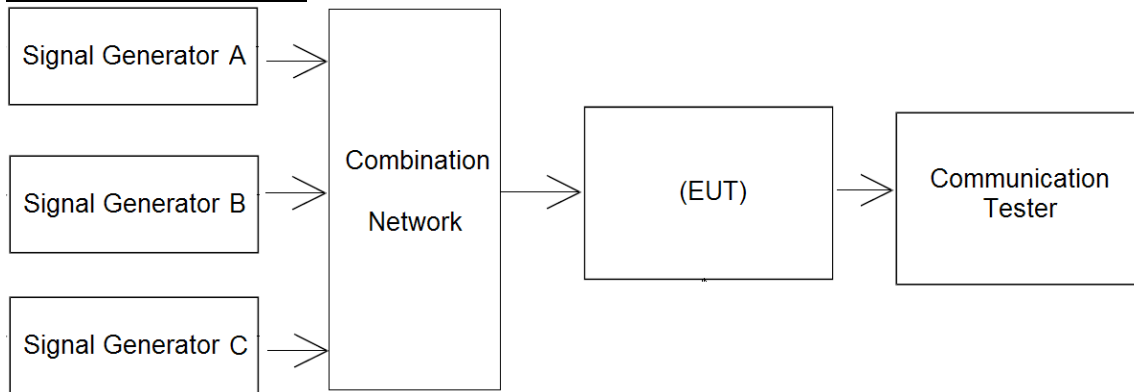 Signal Generator A
Signal Generator B
Signal Generator C
Combination
Network
(EUT)
Communication
Tester